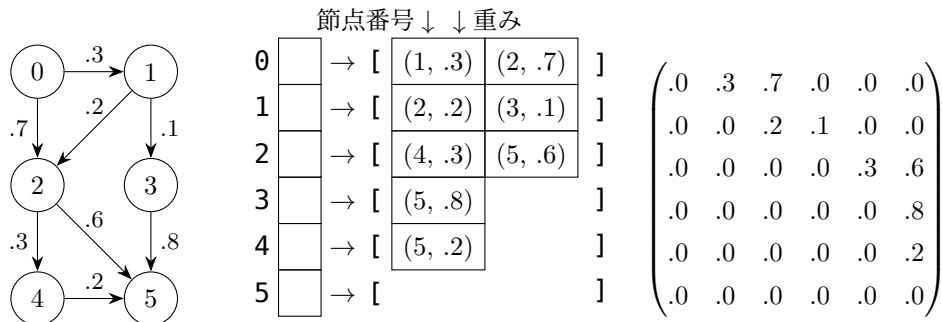 節点番号↓ ↓重み
0 1 2 3 4 5
.3 .2 .7 .1 .6 .3 .8 .2
0 → [ (1, .3) (2, .7) ]
1 → [ (2, .2) (3, .1) ]
2 → [ (4, .3) (5, .6) ]
3 → [ (5, .8) ]
4 → [ (5, .2) ]
5 → [ ]
.0 .3 .7 .0 .0 .0
.0 .0 .2 .1 .0 .0
.0 .0 .0 .0 .3 .6
.0 .0 .0 .0 .0 .8
.0 .0 .0 .0 .0 .2
.0 .0 .0 .0 .0 .0